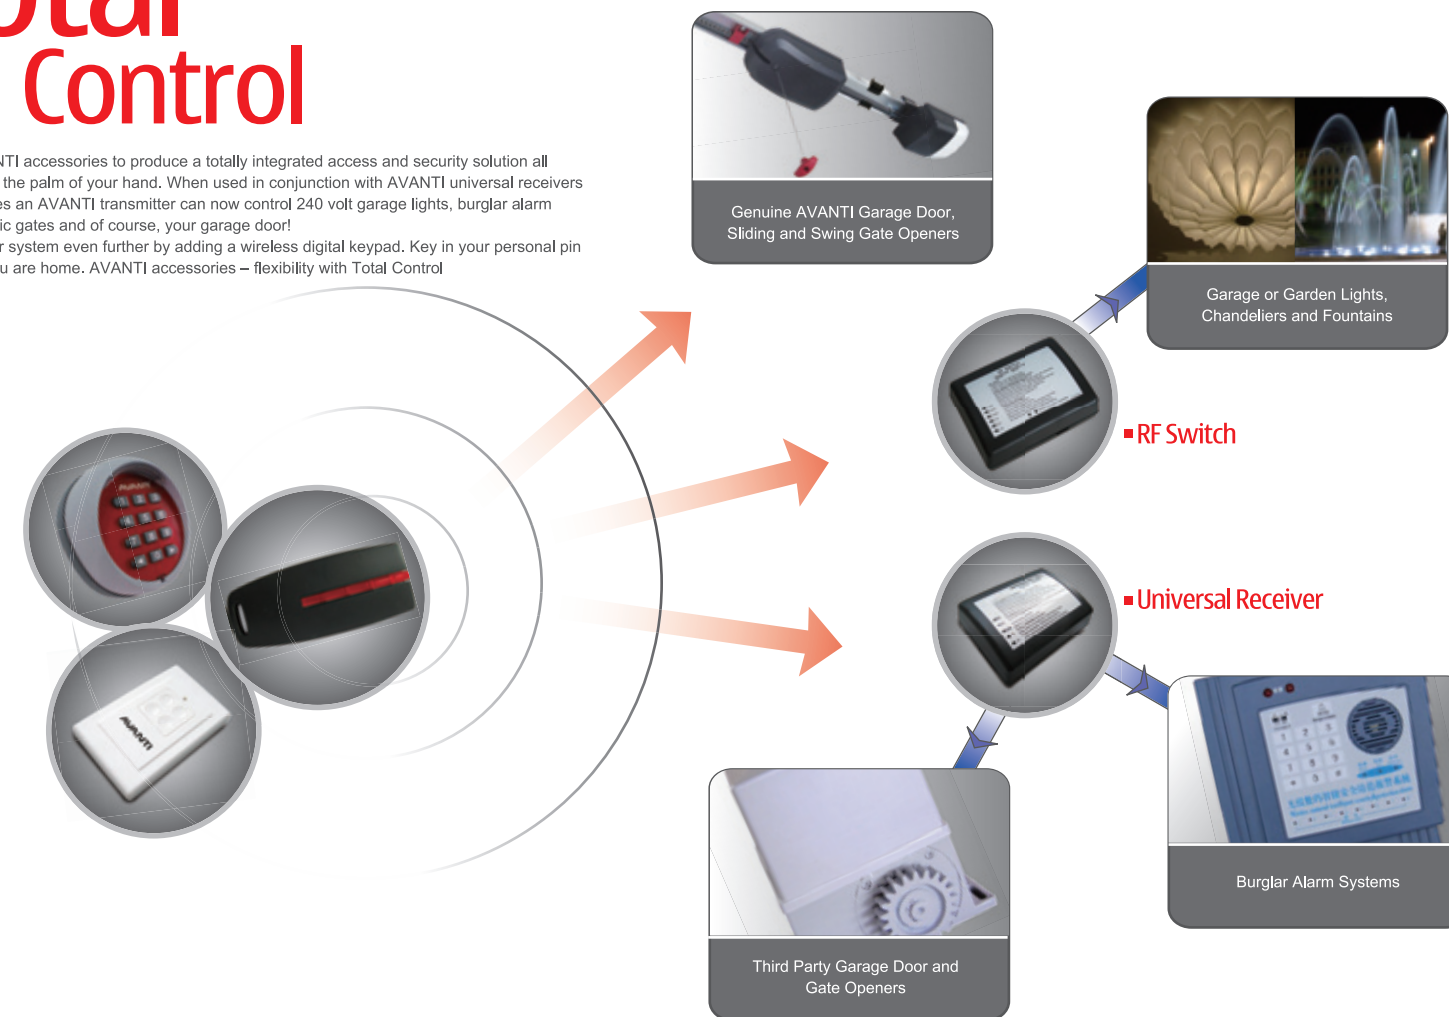 Control
accessories to produce a totally integrated access and security solution all
the palm of your hand. When used in conjunction with AVANTI universal receivers
an AVANTI transmitter can now control 240 volt garage lights, burglar alarm
gates and of course, your garage door!
system even further by adding a wireless digital keypad. Key in your personal pin
are home. AVANTI accessories – flexibility with Total Control
Genuine AVANTI Garage Door,
Sliding and Swing Gate Openers
Garage or Garden Lights,
Chandeliers and Fountains
RF Switch
AVANTI
Universal Receiver
AVANTI
Burglar Alarm Systems
Third Party Garage Door and
Gate Openers